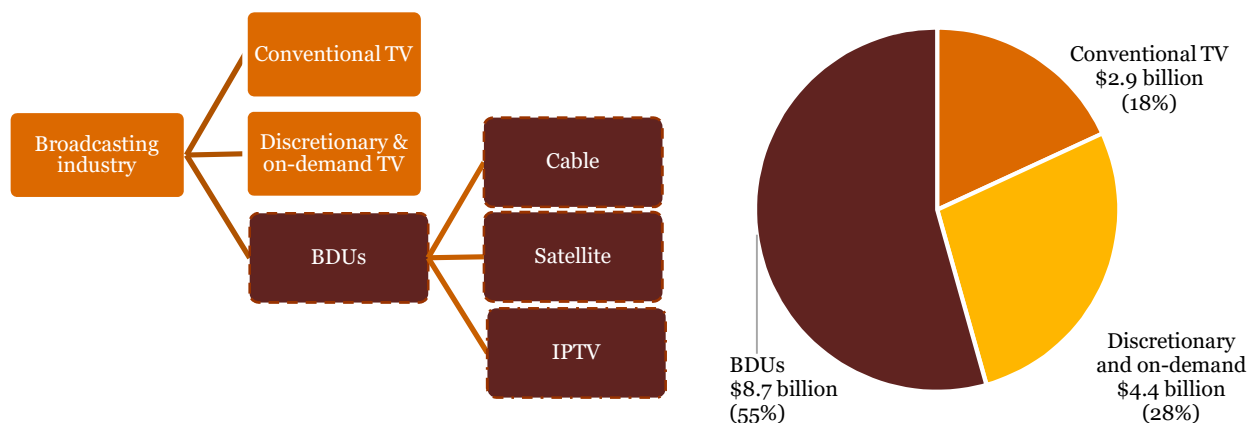 Broadcasting
industry
Conventional TV
Discretionary &
on-demand TV
BDUs
Cable
Satellite
IPTV
Conventional TV
$2.9 billion
(18%)
Discretionary
and on-demand
$4.4 billion
(28%)
BDUs
$8.7 billion
(55%)